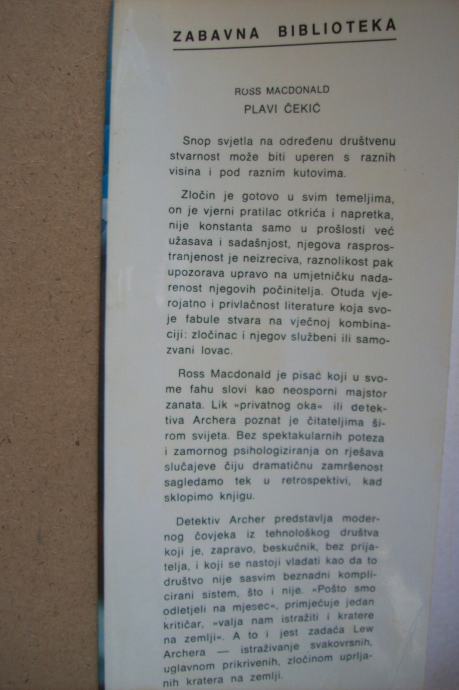 ZABAVNA BIBLIOTEKA
ROSS MACDONALD
PLAVI ČEKIĆ
Snop svjetla na određenu društvenu
stvarnost može biti uperen s raznih
visina i pod raznim kutovima.
Zločin je gotovo u svim temeljima,
on je vjerni pratilac otkrića i napretka,
nije konstanta samo u prošlosti već
užasava i sadašnjost, njegova raspros-
tranjenost je neizreciva, raznolikost pak
upozorava upravo na umjetničku nada-
renost njegovih počinitelja. Otuda vje-
rojatno i privlačnost literature koja svo-
je fabule stvara na vječnoj kombina-
ciji: zločinac i njegov službeni ili samo-
zvani lovac.
Ross Macdonald je pisac koji u svo-
me fahu slovi kao neosporni majstor
zanata. Lik »privatnog oka« ili detek-
tiva Archera poznat je čitateljima ši-
rom svijeta. Bez spektakularnih poteza
i zamornog psihologiziranja on rješava
slučajeve čiju dramatičnu zamršenost
sagledamo tek u retrospektivi, kad
sklopimo knjigu.
Detektiv Archer predstavlja moder-
nog čovjeka iz tehnološkog društva
koji je, zapravo, beskućnik, bez prija-
telja, i koji se nastoji vladati kao da to
društvo nije sasvim beznadni kompli-
cirani sistem, što i nije. »Pošto smo
odletjeli na mjesec«, primjećuje jedan
kritičar, »valja nam istražiti i kratere
na zemlji«. A to i jest zadaća Lew
Archera — istraživanje svakovrsnih,
uglavnom prikrivenih, zločinom uprlja-
nih kratera na zemlji.